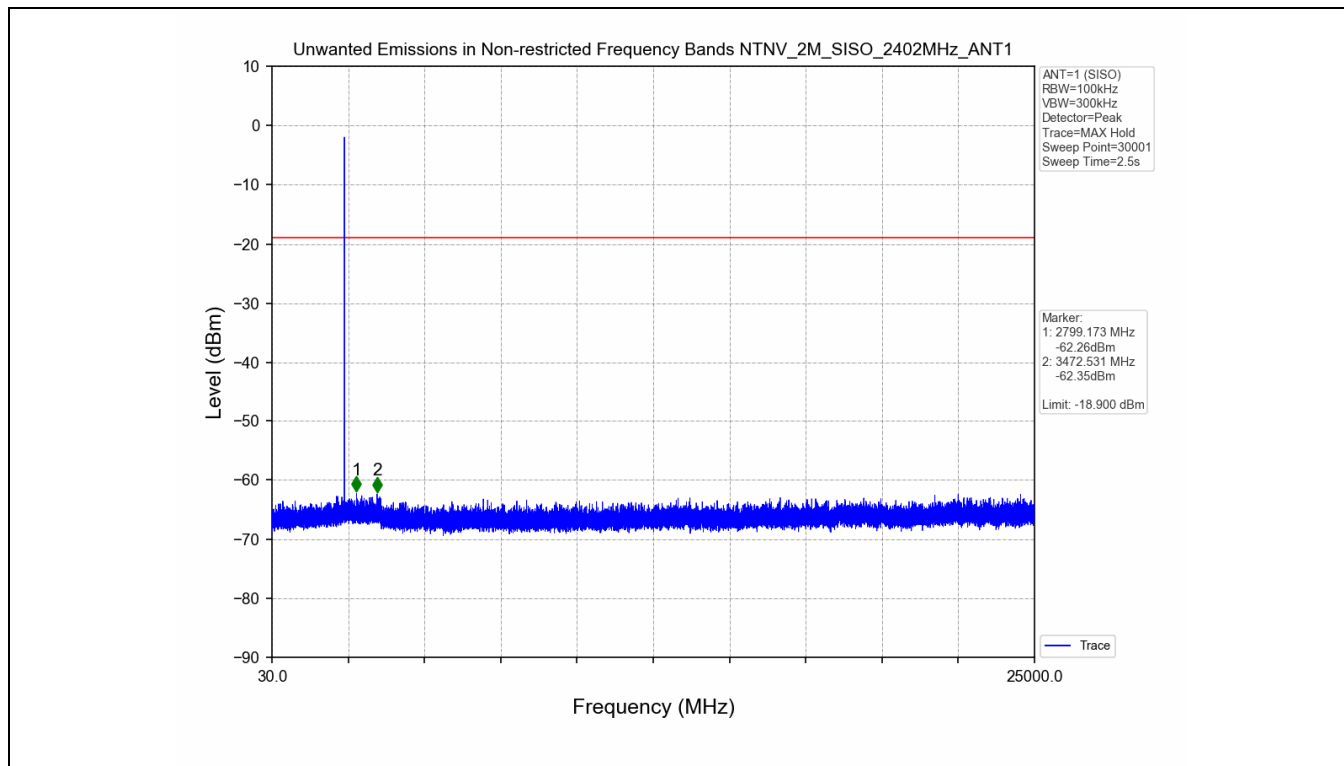 Unwanted Emissions in Non-restricted Frequency Bands NTNV_2M_SISO_2402MHz_ANT1
10
0
−10
−20
−30
−40
−50
−60
−70
−80
−90
Level (dBm)
1 2
30.0 25000.0
Frequency (MHz)
ANT=1 (SISO)
RBW=100kHz
VBW=300kHz
Detector=Peak
Trace=MAX Hold
Sweep Point=30001
Sweep Time=2.5s
Marker:
1: 2799.173 MHz
-62.26dBm
2: 3472.531 MHz
-62.35dBm
Limit: -18.900 dBm
Trace